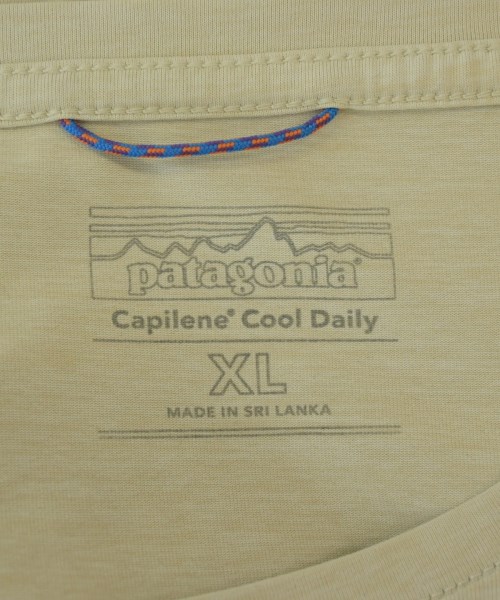 patagonia®
Capilene® Cool Daily
XL
MADE IN SRI LANKA